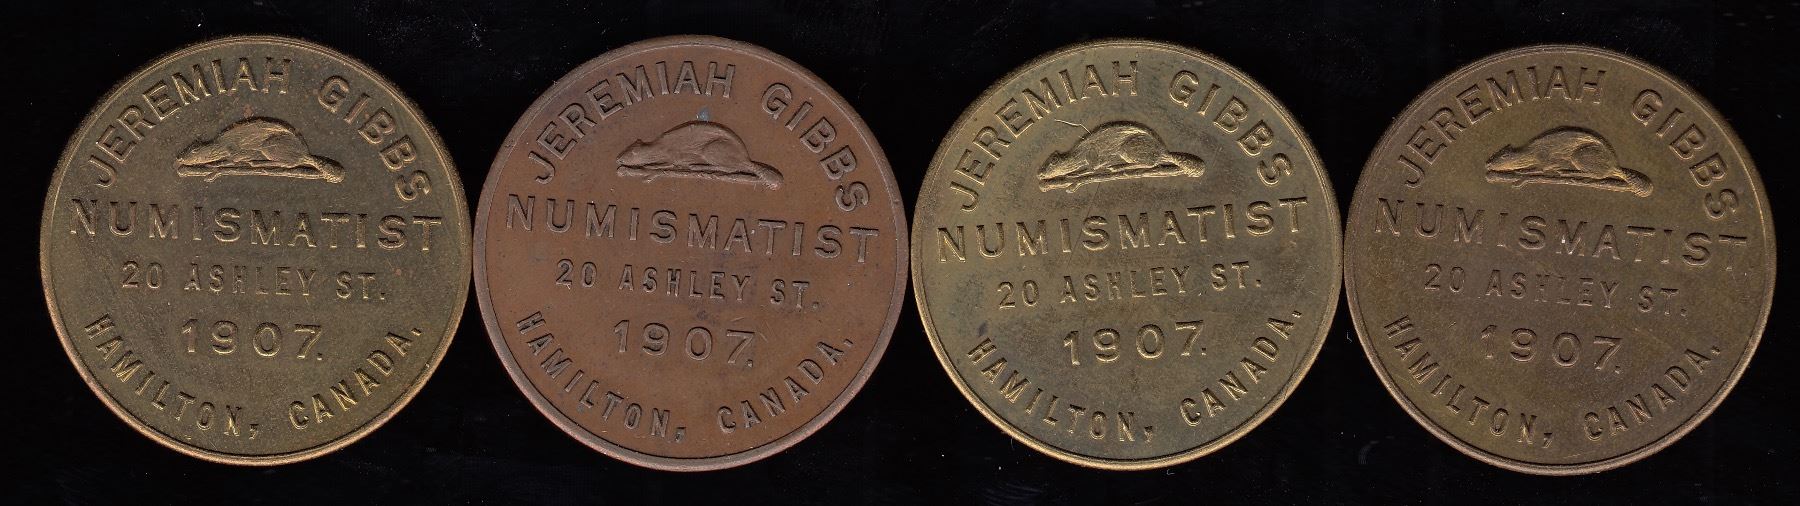 JEREMIAH GIBBS
NUMISMATIST
20 ASHLEY ST.
1907.
HAMILTON, CANADA.
JEREMIAH GIBBS
NUMISMATIST
20 ASHLEY ST.
1907.
HAMILTON, CANADA.
JEREMIAH GIBBS
NUMISMATIST
20 ASHLEY ST.
1907.
HAMILTON, CANADA.
JEREMIAH GIBBS
NUMISMATIST
20 ASHLEY ST.
1907.
HAMILTON, CANADA.